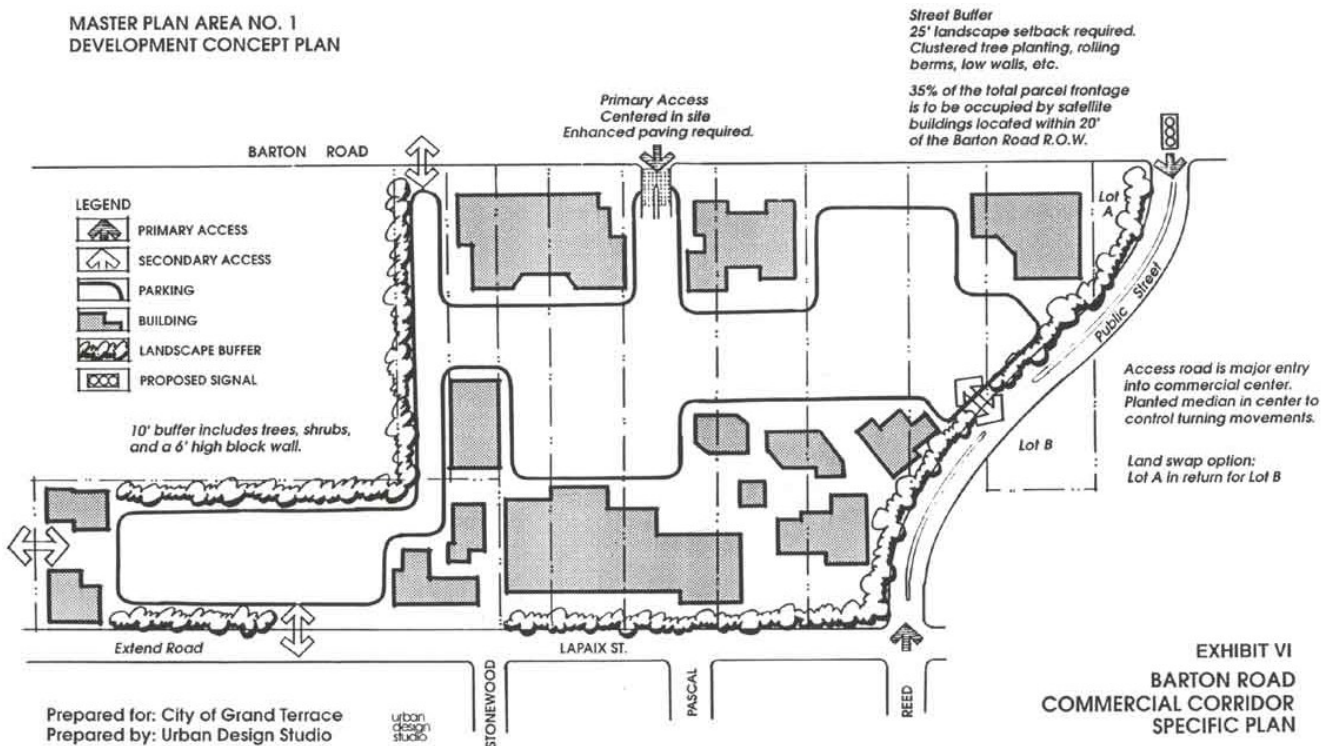 MASTER PLAN AREA NO. 1
DEVELOPMENT CONCEPT PLAN
Street Buffer
25' landscape setback required.
Clustered tree planting, rolling
berms, low walls, etc.
35% of the total parcel frontage
is to be occupied by satellite
buildings located within 20'
of the Barton Road R.O.W.
Primary Access
Centered in site
Enhanced paving required.
BARTON ROAD
LEGEND
PRIMARY ACCESS
SECONDARY ACCESS
PARKING
BUILDING
LANDSCAPE BUFFER
PROPOSED SIGNAL
Lot
A
Public Street
10' buffer includes trees, shrubs,
and a 6' high block wall.
Access road is major entry
into commercial center.
Planted median in center to
control turning movements.
Lot B
Land swap option:
Lot A in return for Lot B
Extend Road
LAPAIX ST.
STONEWOOD
PASCAL
REED
EXHIBIT VI
BARTON ROAD
COMMERCIAL CORRIDOR
SPECIFIC PLAN
Prepared for: City of Grand Terrace
Prepared by: Urban Design Studio
urban
design
studio